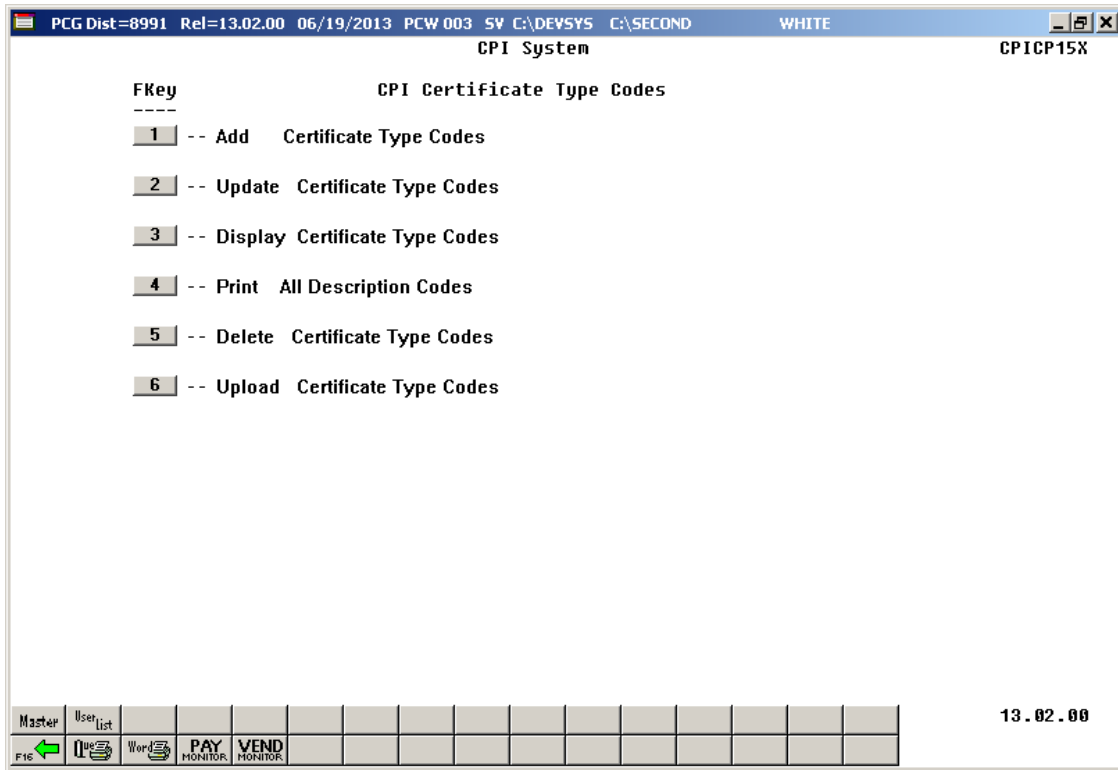 PCG Dist=8991 Rel=13.02.00 06/19/2013 PCW 003 SV C:\DEVSYS C:\SECOND WHITE
CPI System CPICP15X
FKey CPI Certificate Type Codes
----
1 -- Add Certificate Type Codes
2 -- Update Certificate Type Codes
3 -- Display Certificate Type Codes
4 -- Print All Description Codes
5 -- Delete Certificate Type Codes
6 -- Upload Certificate Type Codes
Master User List 13.02.00
F16 Que Word PAY MONITOR VEND MONITOR